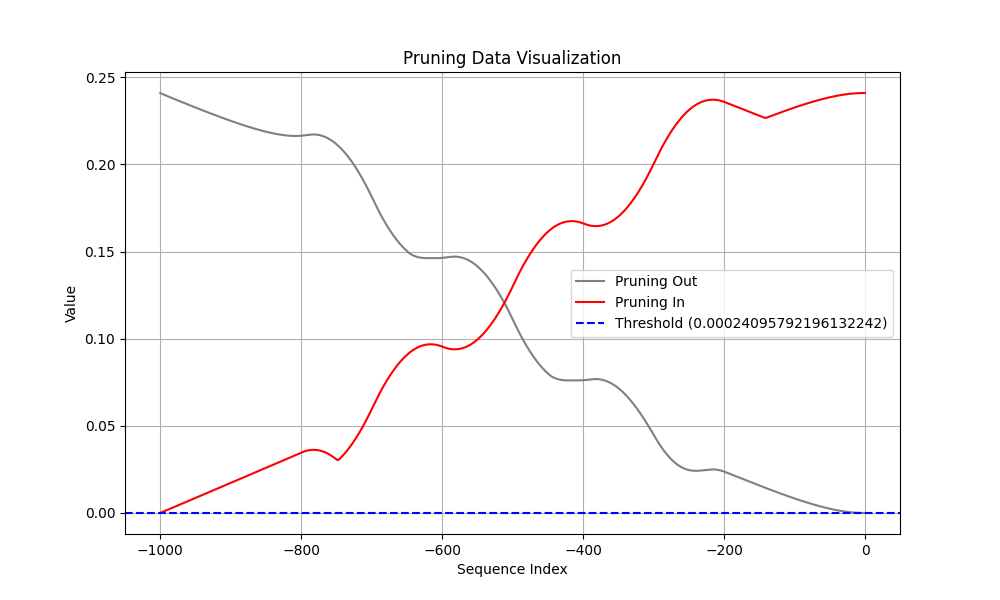 Pruning Data Visualization
Value
0.25
0.20
0.15
0.10
0.05
0.00
Pruning Out
Pruning In
Threshold (0.00024095792196132242)
−1000
−800
−600
−400
−200
0
Sequence Index